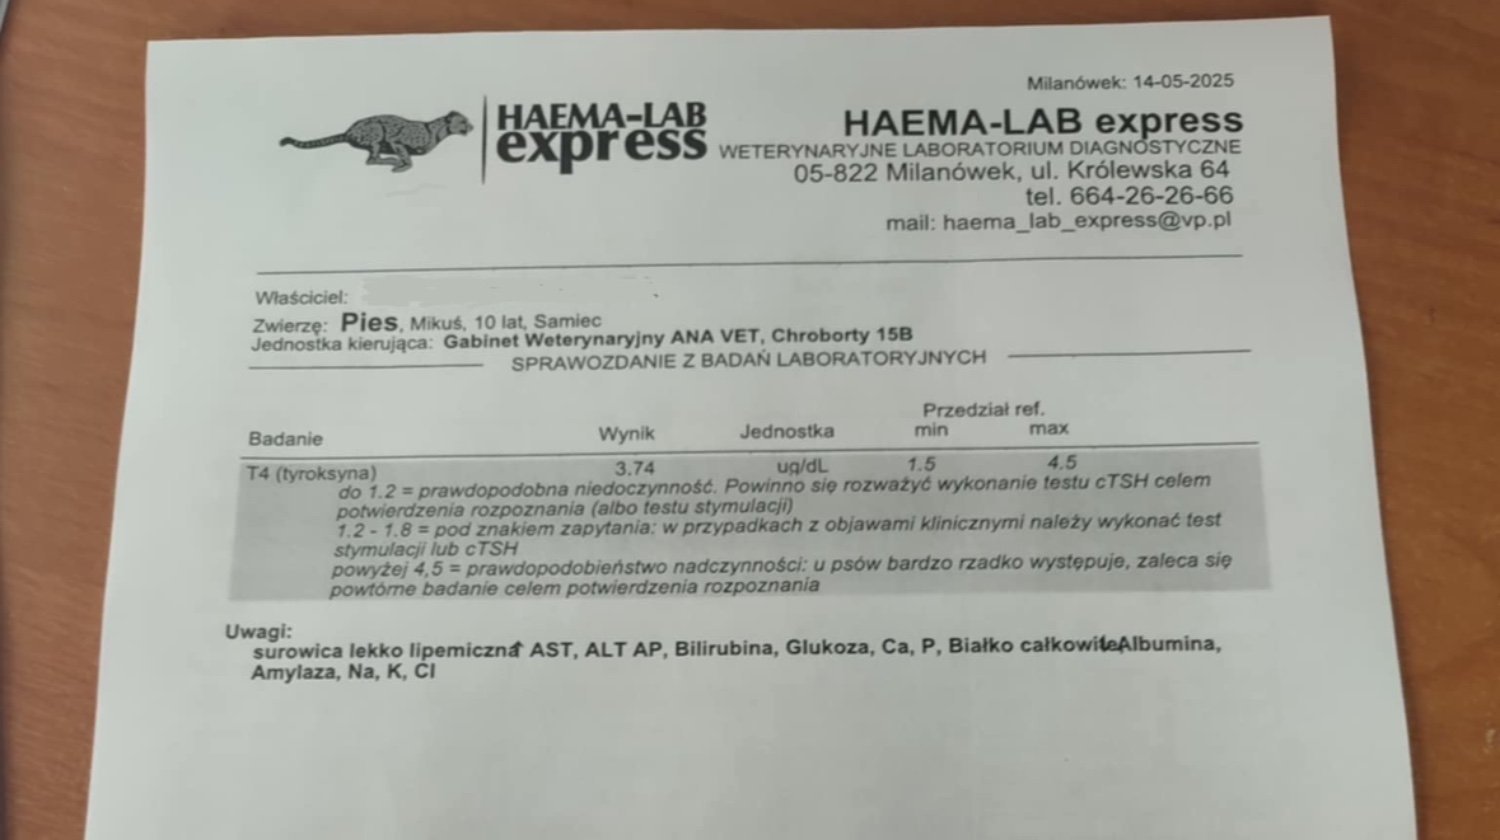 Milanówek: 14-05-2025
HAEMA-LAB
express
HAEMA-LAB express
WETERYNARYJNE LABORATORIUM DIAGNOSTYCZNE
05-822 Milanówek, ul. Królewska 64
tel. 664-26-26-66
mail: haema_lab_express@vp.pl
Właściciel:
Zwierzę: Pies, Mikuś, 10 lat, Samiec
Jednostka kierująca: Gabinet Weterynaryjny ANA VET, Chroborty 15B
SPRAWOZDANIE Z BADAŃ LABORATORYJNYCH
Przedział ref.
Badanie Wynik Jednostka min max
T4 (tyroksyna) 3.74 ug/dL 1.5 4.5
do 1.2 = prawdopodobna niedoczynność. Powinno się rozważyć wykonanie testu cTSH celem
potwierdzenia rozpoznania (albo testu stymulacji)
1.2 - 1.8 = pod znakiem zapytania: w przypadkach z objawami klinicznymi należy wykonać test
stymulacji lub cTSH
powyżej 4,5 = prawdopodobieństwo nadczynności: u psów bardzo rzadko występuje, zaleca się
powtórne badanie celem potwierdzenia rozpoznania
Uwagi:
surowica lekko lipemiczna ↑ AST, ALT AP, Bilirubina, Glukoza, Ca, P, Białko całkowite ↓ Albumina,
Amylaza, Na, K, Cl